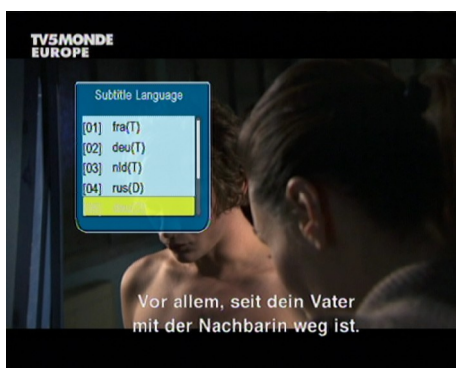 TV5MONDE
EUROPE
Subtitle Language
[01] fra(T)
[02] deu(T)
[03] nld(T)
[04] rus(D)
Vor allem, seit dein Vater
mit der Nachbarin weg ist.